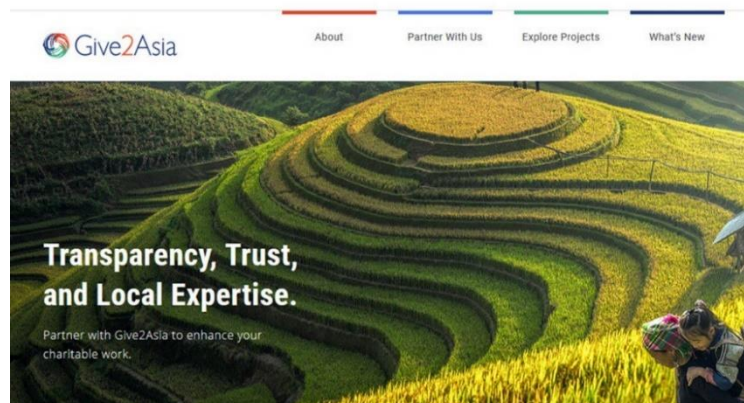 Give2Asia
About
Partner With Us
Explore Projects
What's New
Transparency, Trust,
and Local Expertise.
Partner with Give2Asia to enhance your
charitable work.